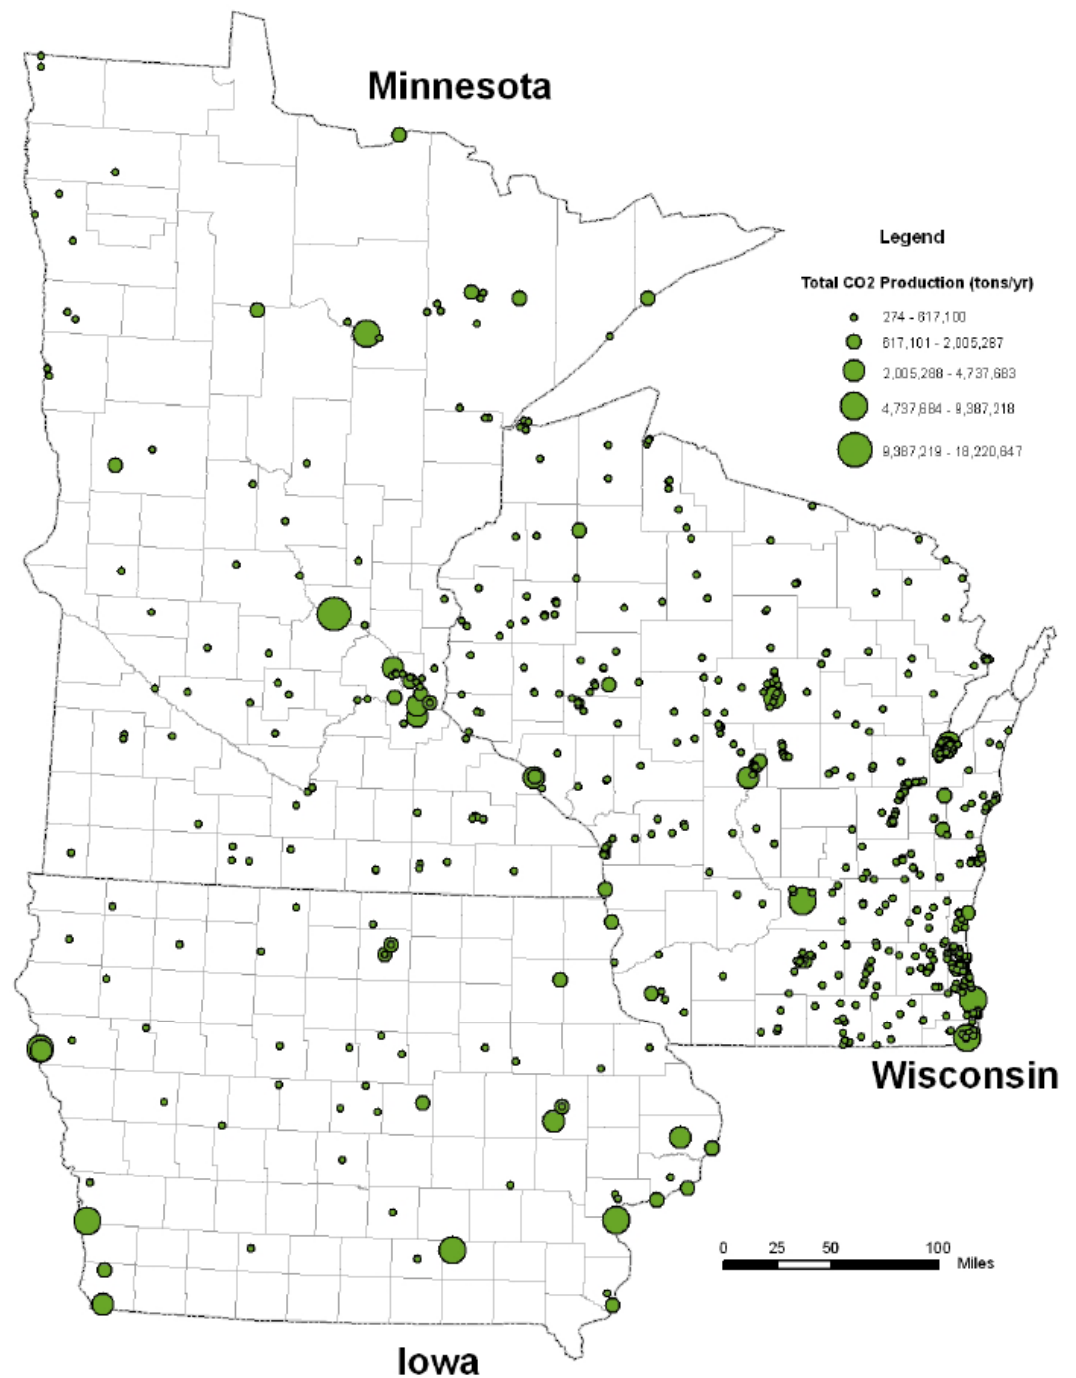 Minnesota
Legend
Total CO2 Production (tons/yr)
274 - 617,100
617,101 - 2,005,287
2,005,288 - 4,737,683
4,737,684 - 9,387,218
9,387,219 - 18,220,647
Wisconsin
0 25 50 100
Miles
Iowa